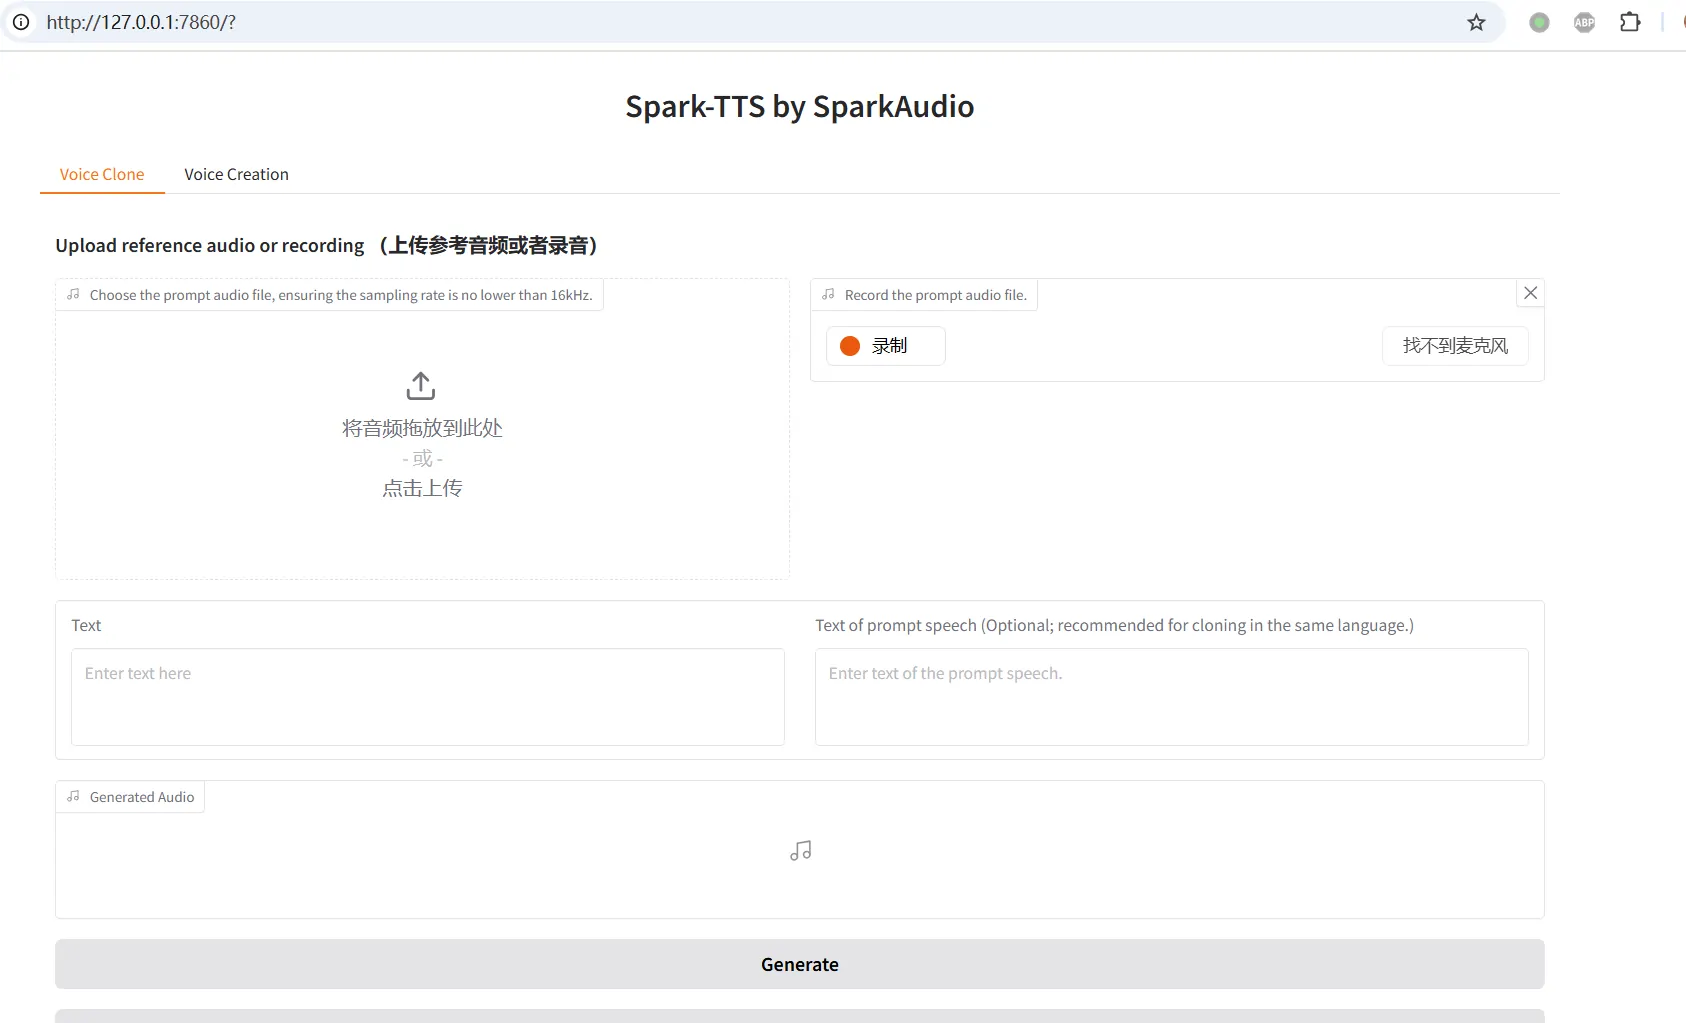 http://127.0.0.1:7860/?
ABP
Spark-TTS by SparkAudio
Voice Clone
Voice Creation
Upload reference audio or recording （上传参考音频或者录音）
Choose the prompt audio file, ensuring the sampling rate is no lower than 16kHz.
Record the prompt audio file.
录制
找不到麦克风
将音频拖放到此处
- 或 -
点击上传
Text
Text of prompt speech (Optional; recommended for cloning in the same language.)
Enter text here
Enter text of the prompt speech.
Generated Audio
Generate